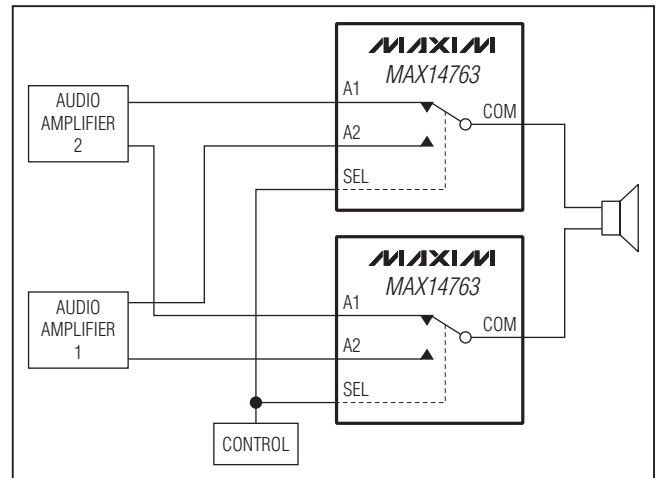 MAXIM
MAX14763
A1
COM
A2
SEL
AUDIO
AMPLIFIER
2
MAXIM
MAX14763
A1
COM
A2
SEL
AUDIO
AMPLIFIER
1
CONTROL